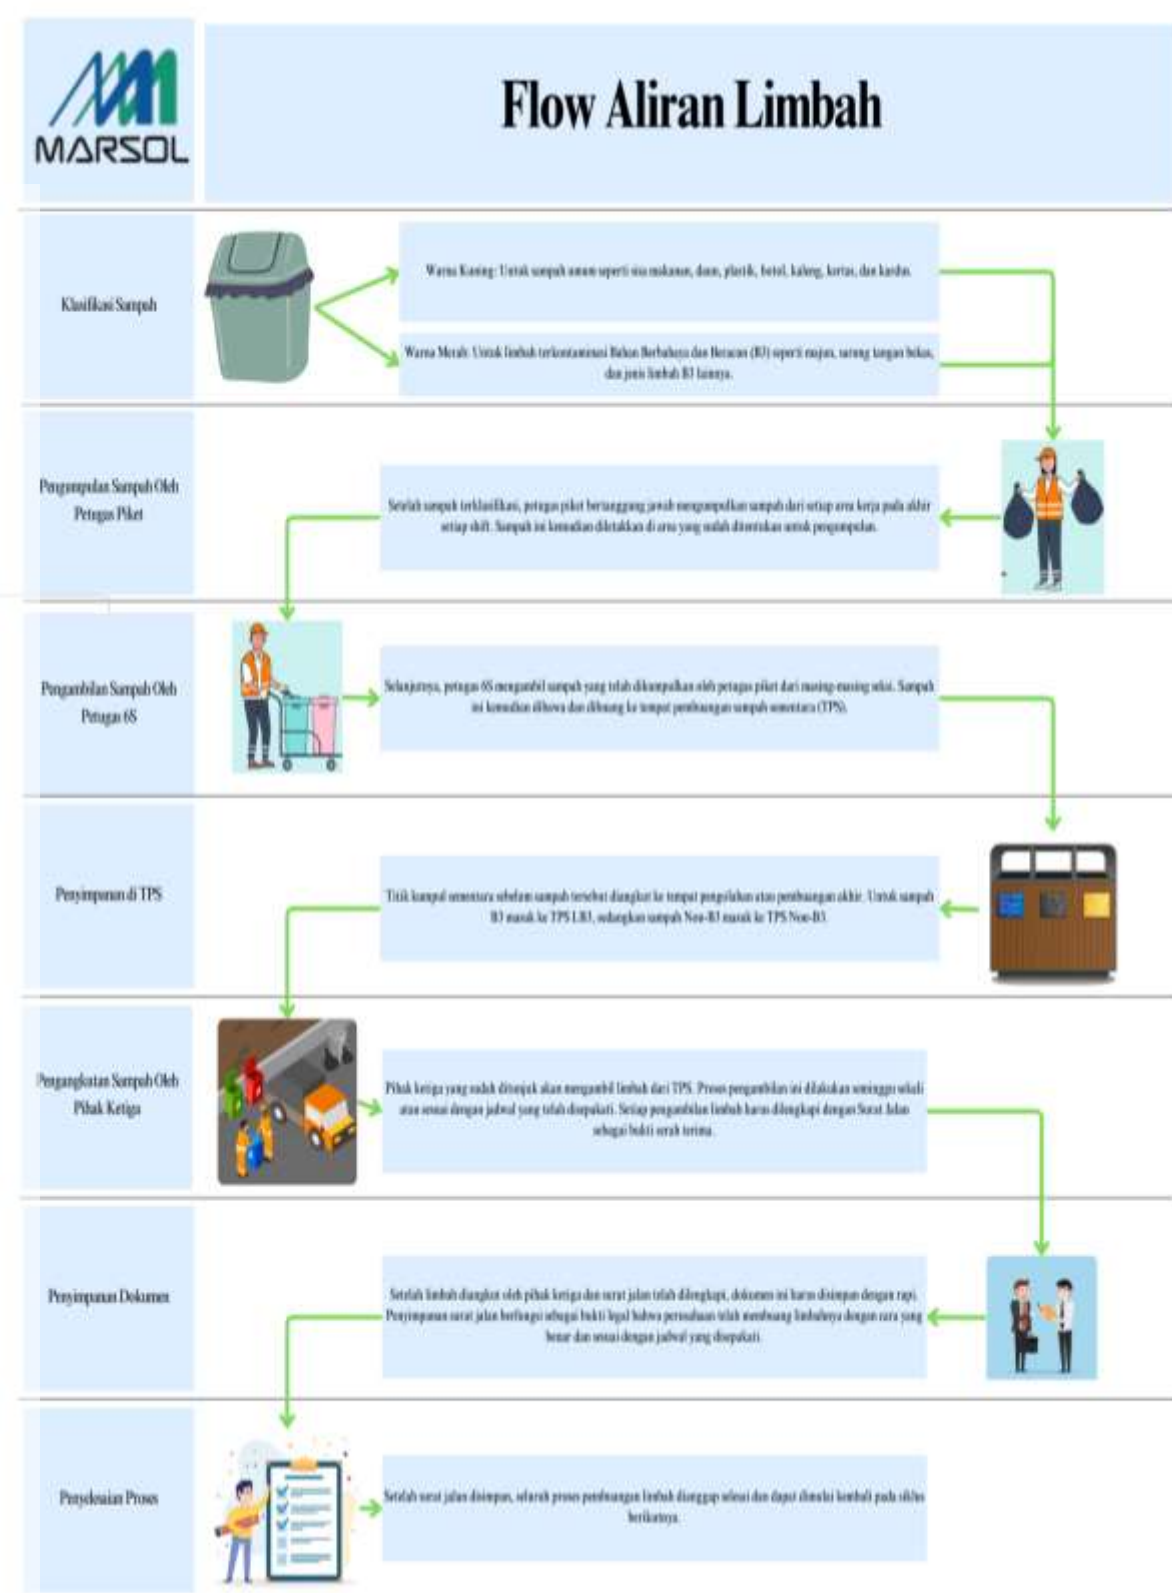 MARSOL
Flow Aliran Limbah
Klasifikasi Sampah
Warna Kuning: Untuk sampah umum seperti sisa makanan, daun, plastik, botol, kaleng, kertas, dan kardus.
Warna Merah: Untuk limbah terkontaminasi Bahan Berbahaya dan Beracun (B3) seperti majun, sarung tangan bekas,
dan jenis limbah B3 lainnya.
Pengumpulan Sampah Oleh
Petugas Piket
Setelah sampah terklasifikasi, petugas piket bertanggung jawab mengumpulkan sampah dari setiap area kerja pada akhir
setiap shift. Sampah ini kemudian diletakkan di area yang sudah ditentukan untuk pengumpulan.
Pengambilan Sampah Oleh
Petugas 6S
Selanjutnya, petugas 6S mengambil sampah yang telah dikumpulkan oleh petugas piket dari masing-masing seksi. Sampah
ini kemudian dibawa dan dibuang ke tempat pembuangan sampah sementara (TPS).
Penyimpanan di TPS
Titik kumpul sementara sebelum sampah tersebut diangkut ke tempat pengolahan atau pembuangan akhir. Untuk sampah
B3 masuk ke TPS LB3, sedangkan sampah Non-B3 masuk ke TPS Non-B3.
Pengangkutan Sampah Oleh
Pihak Ketiga
Pihak ketiga yang sudah ditunjuk akan mengambil limbah dari TPS. Proses pengambilan ini dilakukan seminggu sekali
atau sesuai dengan jadwal yang telah disepakati. Setiap pengambilan limbah harus dilengkapi dengan Surat Jalan
sebagai bukti serah terima.
Penyimpanan Dokumen
Setelah limbah diangkut oleh pihak ketiga dan surat jalan telah dilengkapi, dokumen ini harus disimpan dengan rapi.
Penyimpanan surat jalan berfungsi sebagai bukti legal bahwa perusahaan telah membuang limbahnya dengan cara yang
benar dan sesuai dengan jadwal yang disepakati.
Penyelesaian Proses
Setelah surat jalan disimpan, seluruh proses pembuangan limbah dianggap selesai dan dapat dimulai kembali pada siklus
berikutnya.